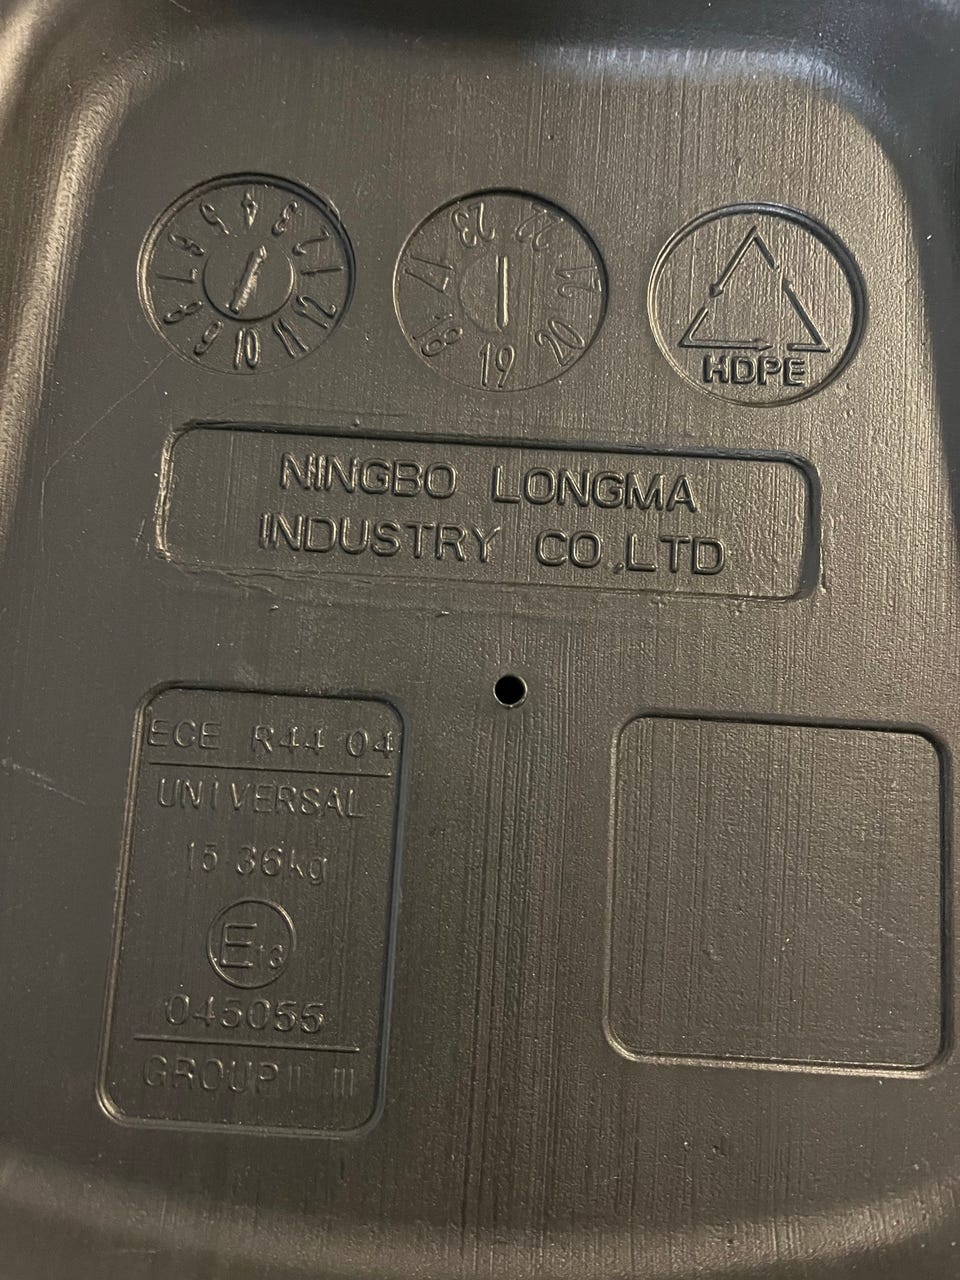 1 2 3 4 5 6 7 8 9 10 11 12
17 18 19 20 21 22 23
HDPE
NINGBO LONGMA
INDUSTRY CO.,LTD
ECE R44 04
UNIVERSAL
15-36kg
E13
045055
GROUP II III